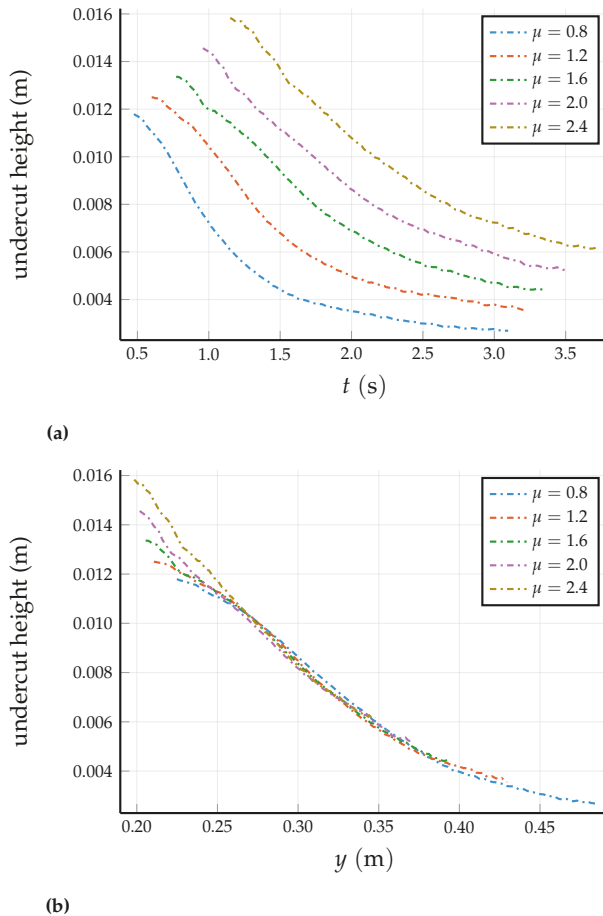 0.016
0.014
0.012
0.010
0.008
0.006
0.004
undercut height (m)
μ = 0.8
μ = 1.2
μ = 1.6
μ = 2.0
μ = 2.4
0.5 1.0 1.5 2.0 2.5 3.0 3.5
t (s)
(a)
0.016
0.014
0.012
0.010
0.008
0.006
0.004
undercut height (m)
μ = 0.8
μ = 1.2
μ = 1.6
μ = 2.0
μ = 2.4
0.20 0.25 0.30 0.35 0.40 0.45
y (m)
(b)